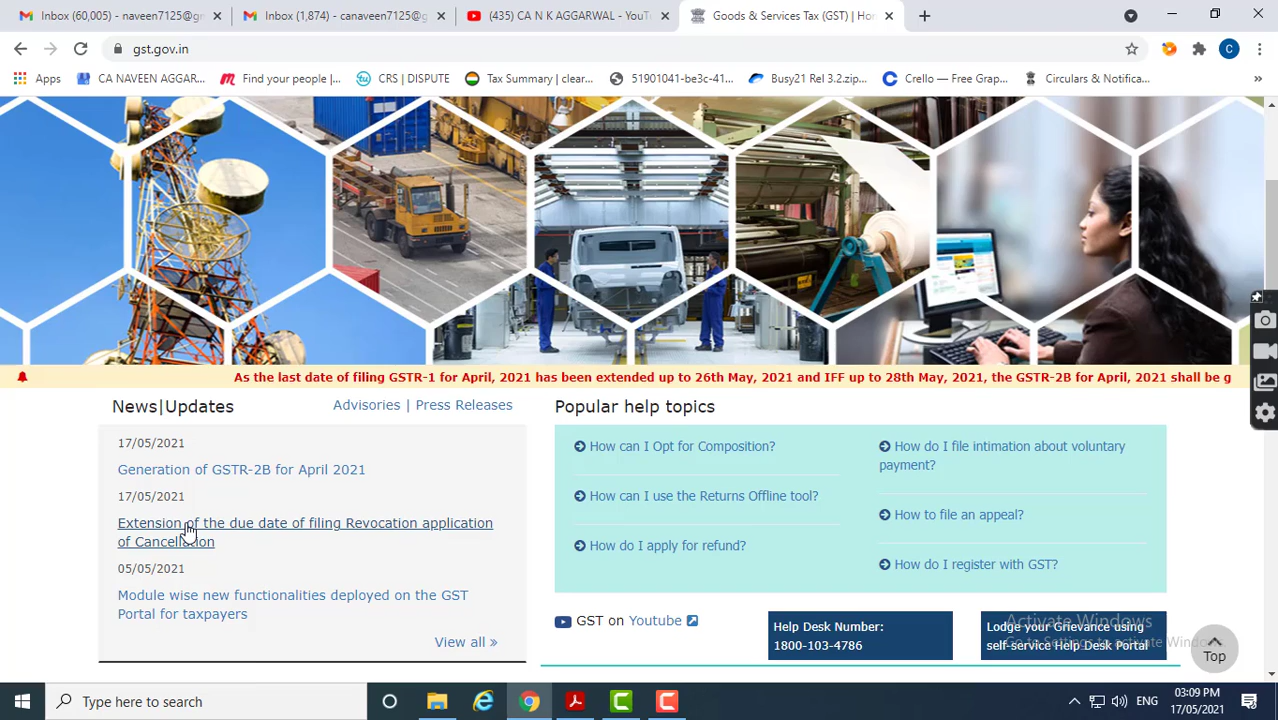 Inbox (60,005) - naveen7125@gm
Inbox (1,874) - canaveen7125@g
(435) CA N K AGGARWAL - YouT
Goods & Services Tax (GST) | Hor
gst.gov.in
C
Apps
CA NAVEEN AGGAR...
Find your people |...
CRS | DISPUTE
Tax Summary | clear...
51901041-be3c-41...
Busy21 Rel 3.2.zip...
Crello — Free Grap...
Circulars & Notifica...
»
As the last date of filing GSTR-1 for April, 2021 has been extended up to 26th May, 2021 and IFF up to 28th May, 2021, the GSTR-2B for April, 2021 shall be g
News|Updates
Advisories | Press Releases
17/05/2021
Generation of GSTR-2B for April 2021
17/05/2021
Extension of the due date of filing Revocation application
of Cancellation
05/05/2021
Module wise new functionalities deployed on the GST
Portal for taxpayers
View all »
Popular help topics
How can I Opt for Composition?
How can I use the Returns Offline tool?
How do I apply for refund?
How do I file intimation about voluntary
payment?
How to file an appeal?
How do I register with GST?
GST on Youtube
Help Desk Number:
1800-103-4786
Lodge your Grievance using
self-service Help Desk Portal
Activate Windows
Go to Settings to activate Windows.
Top
Type here to search
ENG
03:09 PM
17/05/2021